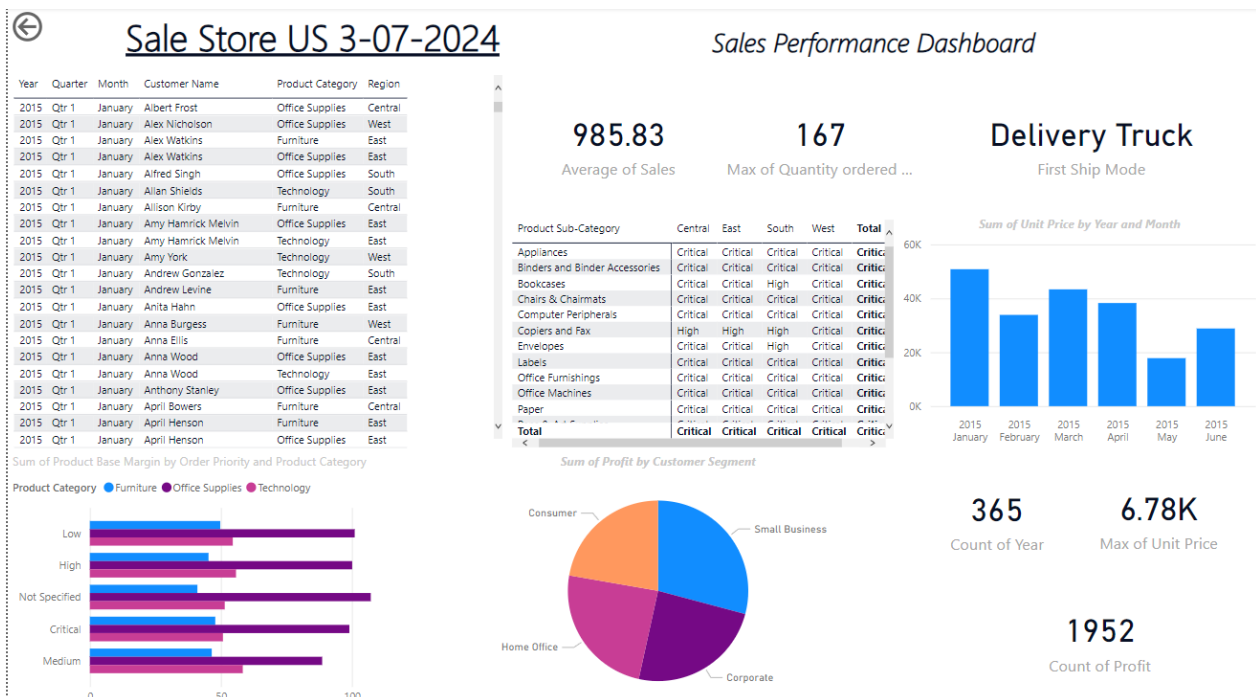 Sale Store US 3-07-2024
Sales Performance Dashboard
Year Quarter Month Customer Name Product Category Region
2015 Qtr 1 January Albert Frost Office Supplies Central
2015 Qtr 1 January Alex Nicholson Office Supplies West
2015 Qtr 1 January Alex Watkins Furniture East
2015 Qtr 1 January Alex Watkins Office Supplies East
2015 Qtr 1 January Alfred Singh Office Supplies South
2015 Qtr 1 January Allan Shields Technology South
2015 Qtr 1 January Allison Kirby Furniture Central
2015 Qtr 1 January Amy Hamrick Melvin Office Supplies East
2015 Qtr 1 January Amy Hamrick Melvin Technology East
2015 Qtr 1 January Amy York Technology West
2015 Qtr 1 January Andrew Gonzalez Technology South
2015 Qtr 1 January Andrew Levine Furniture East
2015 Qtr 1 January Anita Hahn Office Supplies East
2015 Qtr 1 January Anna Burgess Furniture West
2015 Qtr 1 January Anna Ellis Furniture Central
2015 Qtr 1 January Anna Wood Office Supplies East
2015 Qtr 1 January Anna Wood Technology East
2015 Qtr 1 January Anthony Stanley Office Supplies East
2015 Qtr 1 January April Bowers Furniture Central
2015 Qtr 1 January April Henson Furniture East
2015 Qtr 1 January April Henson Office Supplies East
985.83
Average of Sales
167
Max of Quantity ordered ...
Delivery Truck
First Ship Mode
Product Sub-Category Central East South West Total
Appliances Critical Critical Critical Critical Critic
Binders and Binder Accessories Critical Critical Critical Critical Critic
Bookcases Critical Critical High Critical Critic
Chairs & Chairmats Critical Critical Critical Critical Critic
Computer Peripherals Critical Critical Critical Critical Critic
Copiers and Fax High High High Critical Critic
Envelopes Critical Critical High Critical Critic
Labels Critical Critical Critical Critical Critic
Office Furnishings Critical Critical Critical Critical Critic
Office Machines Critical Critical Critical Critical Critic
Paper Critical Critical Critical Critical Critic
Total Critical Critical Critical Critical Critic
Sum of Unit Price by Year and Month
60K
40K
20K
0K
2015 2015 2015 2015 2015 2015
January February March April May June
Sum of Product Base Margin by Order Priority and Product Category
Product Category Furniture Office Supplies Technology
Low
High
Not Specified
Critical
Medium
0 50 100
Sum of Profit by Customer Segment
Consumer
Small Business
Home Office
Corporate
365
Count of Year
6.78K
Max of Unit Price
1952
Count of Profit